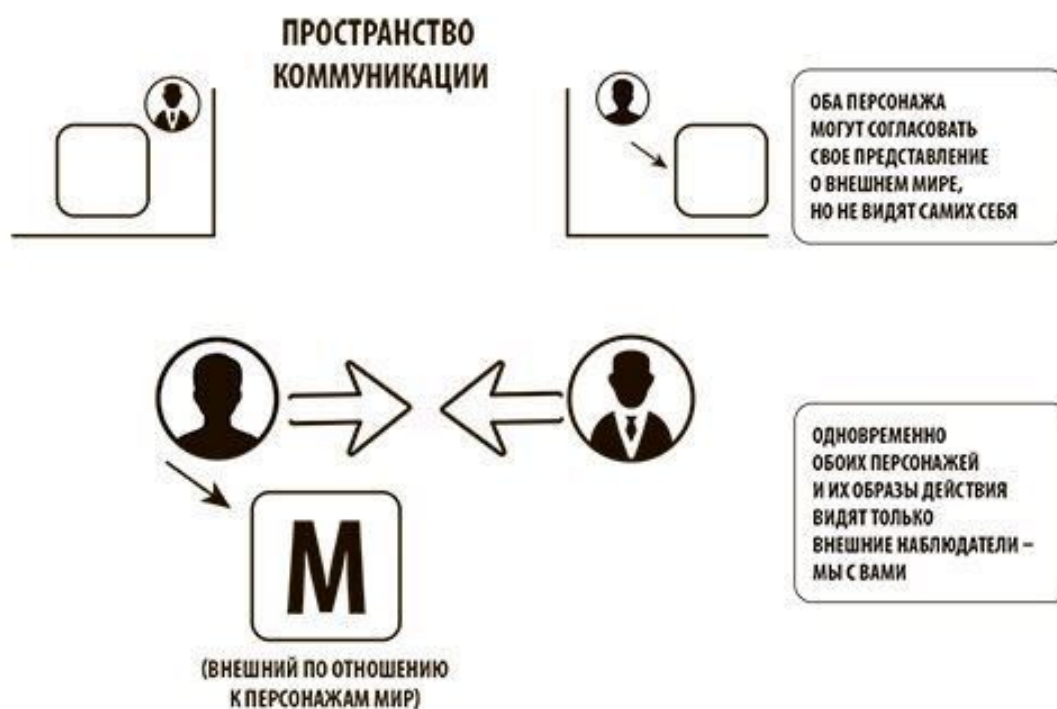 ПРОСТРАНСТВО
КОММУНИКАЦИИ
ОБА ПЕРСОНАЖА
МОГУТ СОГЛАСОВАТЬ
СВОЕ ПРЕДСТАВЛЕНИЕ
О ВНЕШНЕМ МИРЕ,
НО НЕ ВИДЯТ САМИХ СЕБЯ
М
(ВНЕШНИЙ ПО ОТНОШЕНИЮ
К ПЕРСОНАЖАМ МИР)
ОДНОВРЕМЕННО
ОБОИХ ПЕРСОНАЖЕЙ
И ИХ ОБРАЗЫ ДЕЙСТВИЯ
ВИДЯТ ТОЛЬКО
ВНЕШНИЕ НАБЛЮДАТЕЛИ –
МЫ С ВАМИ